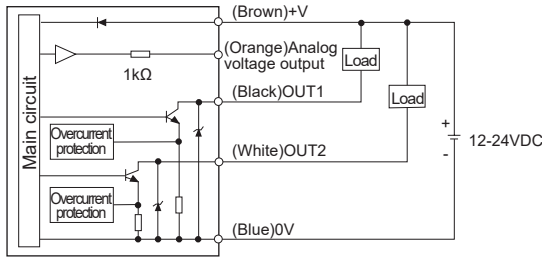 (Brown)+V
(Orange)Analog
voltage output
1kΩ
Load
(Black)OUT1
Load
Main circuit
Overcurrent
protection
+
12-24VDC
-
(White)OUT2
Overcurrent
protection
(Blue)0V